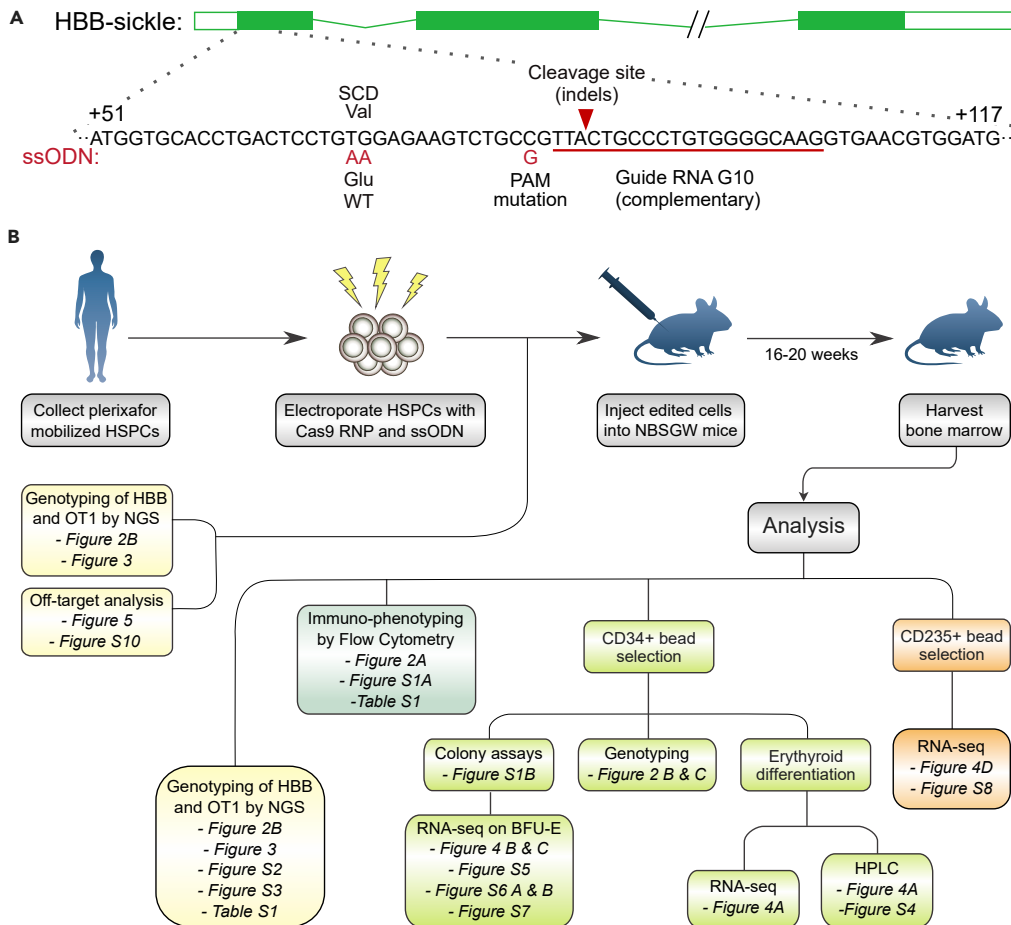 A
HBB-sickle:
Cleavage site
(indels)
+51
SCD
Val
+117
··ATGGTGCACCTGACTCCTGTGGAGAAGTCTGCCGTTACTGCCCTGTGGGGCAAGGTGAACGTGGATG··
ssODN:
AA
G
Glu
WT
PAM
mutation
Guide RNA G10
(complementary)
B
16-20 weeks
Collect plerixafor
mobilized HSPCs
Electroporate HSPCs with
Cas9 RNP and ssODN
Inject edited cells
into NBSGW mice
Harvest
bone marrow
Genotyping of HBB
and OT1 by NGS
- Figure 2B
- Figure 3
Off-target analysis
- Figure 5
- Figure S10
Analysis
Immuno-phenotyping
by Flow Cytometry
- Figure 2A
- Figure S1A
-Table S1
CD34+ bead
selection
CD235+ bead
selection
Genotyping of HBB
and OT1 by NGS
- Figure 2B
- Figure 3
- Figure S2
- Figure S3
- Table S1
Colony assays
- Figure S1B
Genotyping
- Figure 2 B & C
Erythroid
differentiation
RNA-seq
- Figure 4D
- Figure S8
RNA-seq on BFU-E
- Figure 4 B & C
- Figure S5
- Figure S6 A & B
- Figure S7
RNA-seq
- Figure 4A
HPLC
- Figure 4A
-Figure S4